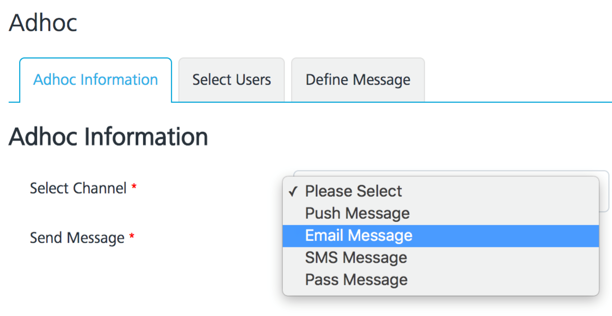 Adhoc
Adhoc Information Select Users Define Message
Adhoc Information
Select Channel *
✓ Please Select
Push Message
Send Message *
Email Message
SMS Message
Pass Message